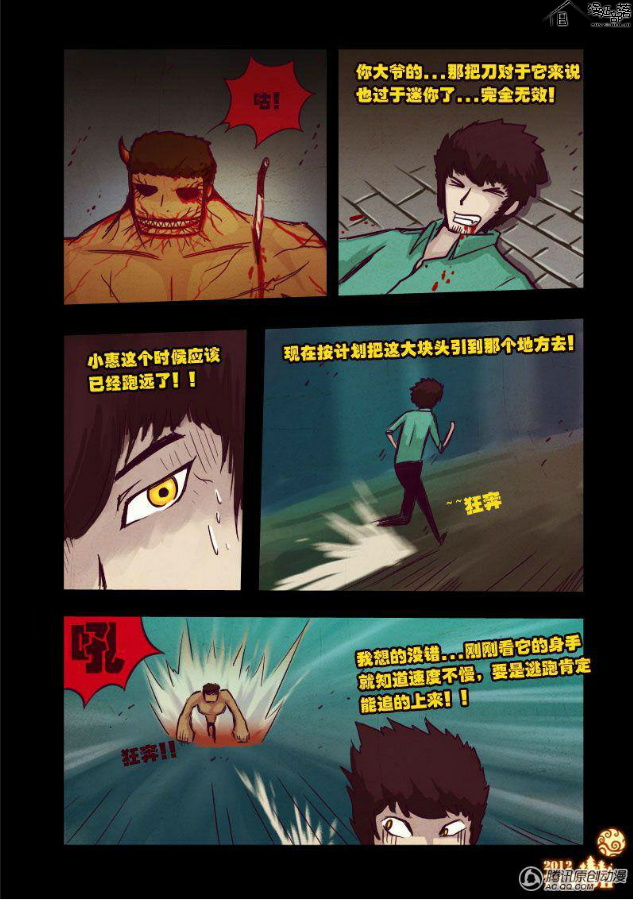 漫域部落
咕！
你大爷的...那把刀对于它来说
也过于迷你了...完全无效！
小惠这个时候应该
已经跑远了！！
现在按计划把这大块头引到那个地方去！
~~狂奔
吼
我想的没错...刚刚看它的身手
就知道速度不慢，要是逃跑肯定
能追的上来！！
狂奔!!
2012
腾讯原创动漫
AC.QQ.COM